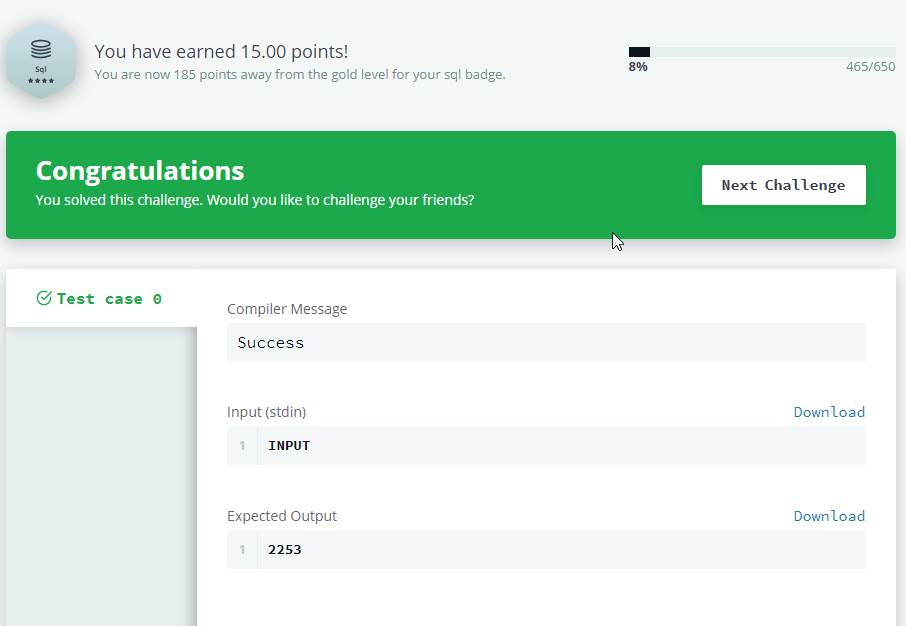 Sql
You have earned 15.00 points!
You are now 185 points away from the gold level for your sql badge.
8%
465/650
Congratulations
You solved this challenge. Would you like to challenge your friends?
Next Challenge
Test case 0
Compiler Message
Success
Input (stdin)
Download
1
INPUT
Expected Output
Download
1
2253